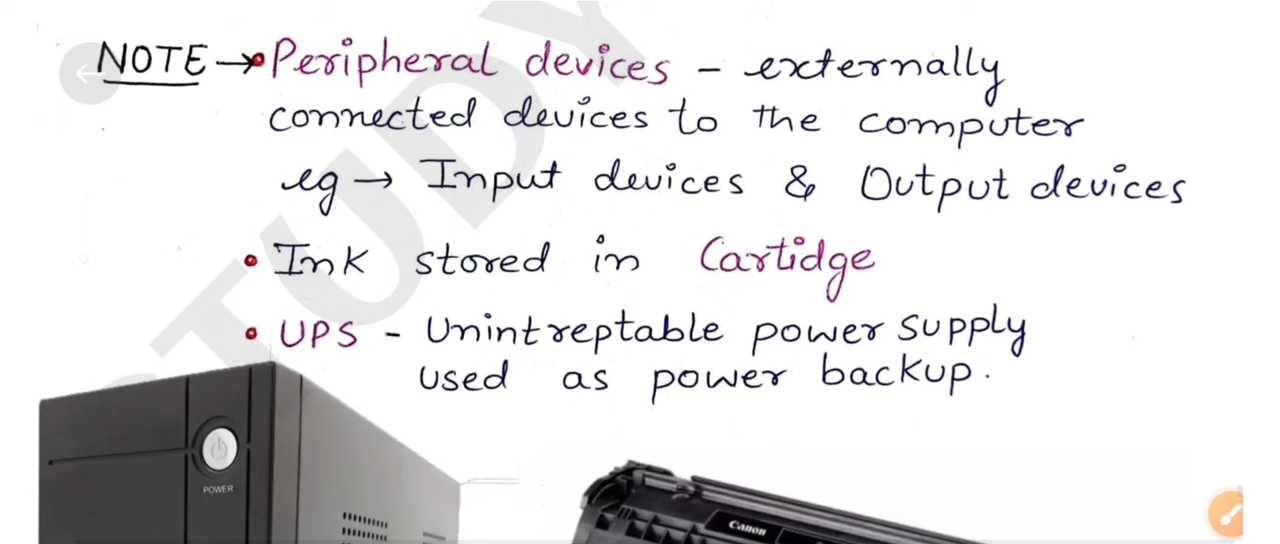 NOTE → • Peripheral devices - externally
connected devices to the computer
eg → Input devices & Output devices
• Ink stored in Cartidge
• UPS - Unintreptable power supply
used as power backup.
POWER
Canon
STUDY